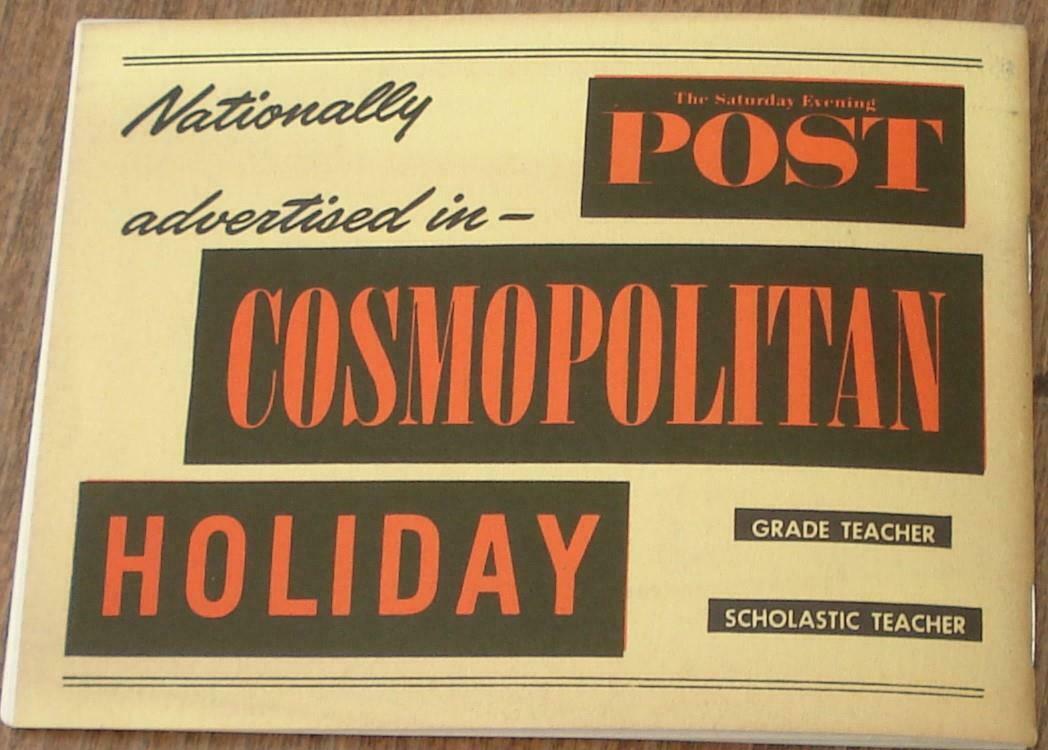 Nationally
advertised in –
The Saturday Evening
POST
COSMOPOLITAN
HOLIDAY
GRADE TEACHER
SCHOLASTIC TEACHER